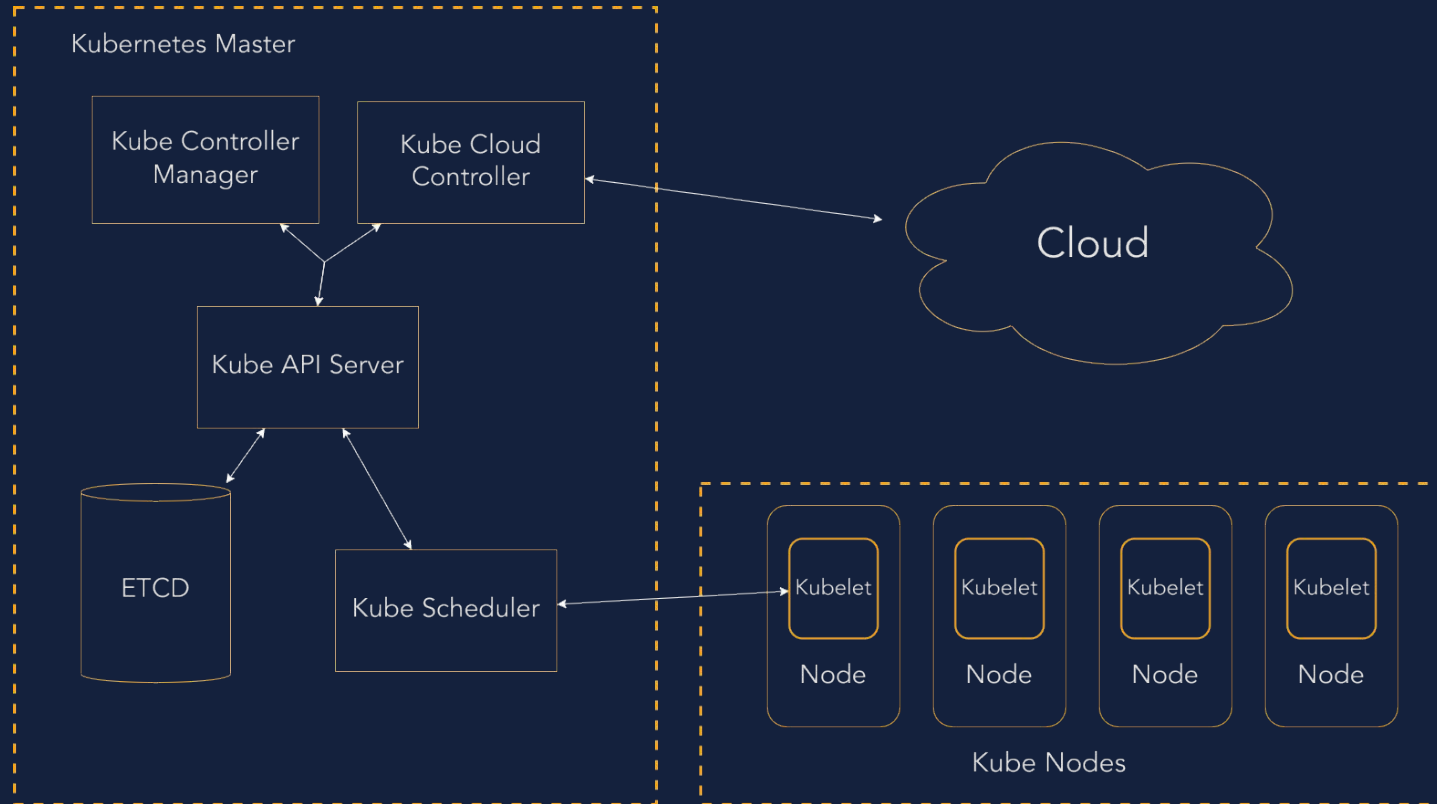 Kubernetes Master
Kube Controller
Manager
Kube Cloud
Controller
Cloud
Kube API Server
ETCD
Kube Scheduler
Kubelet
Kubelet
Kubelet
Kubelet
Node
Node
Node
Node
Kube Nodes